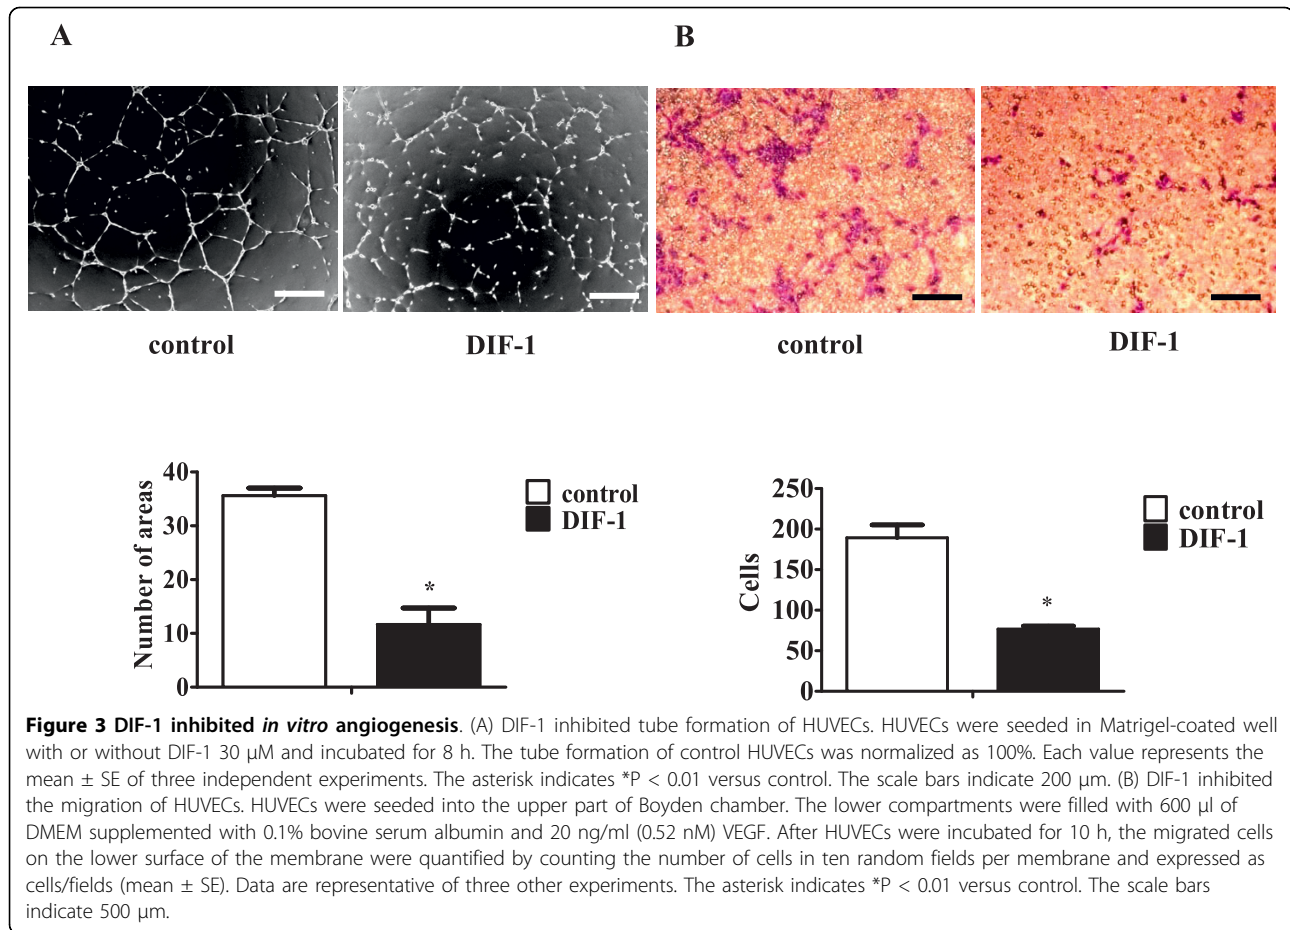 A
B
control
DIF-1
control
DIF-1
40
30
20
10
0
Number of areas
*
control
DIF-1
250
200
150
100
50
0
Cells
*
control
DIF-1
Figure 3 DIF-1 inhibited in vitro angiogenesis. (A) DIF-1 inhibited tube formation of HUVECs. HUVECs were seeded in Matrigel-coated well
with or without DIF-1 30 μM and incubated for 8 h. The tube formation of control HUVECs was normalized as 100%. Each value represents the
mean ± SE of three independent experiments. The asterisk indicates *P < 0.01 versus control. The scale bars indicate 200 μm. (B) DIF-1 inhibited
the migration of HUVECs. HUVECs were seeded into the upper part of Boyden chamber. The lower compartments were filled with 600 μl of
DMEM supplemented with 0.1% bovine serum albumin and 20 ng/ml (0.52 nM) VEGF. After HUVECs were incubated for 10 h, the migrated cells
on the lower surface of the membrane were quantified by counting the number of cells in ten random fields per membrane and expressed as
cells/fields (mean ± SE). Data are representative of three other experiments. The asterisk indicates *P < 0.01 versus control. The scale bars
indicate 500 μm.